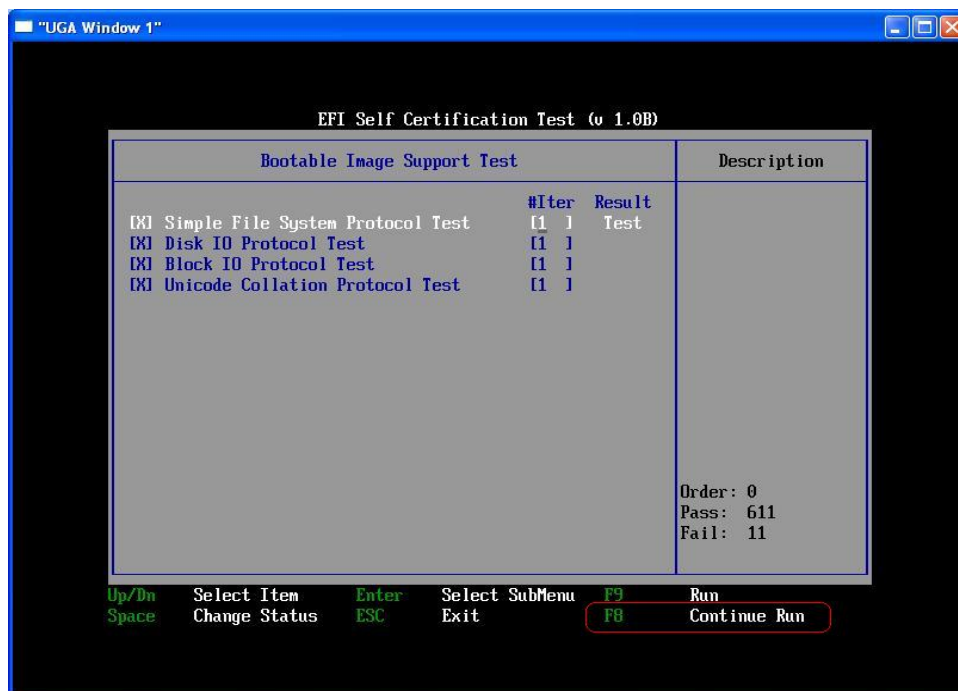 "UGA Window 1"
EFI Self Certification Test (v 1.0B)
Bootable Image Support Test
Description
#Iter Result
[X] Simple File System Protocol Test [1 ] Test
[X] Disk IO Protocol Test [1 ]
[X] Block IO Protocol Test [1 ]
[X] Unicode Collation Protocol Test [1 ]
Order: 0
Pass: 611
Fail: 11
Up/Dn Select Item Enter Select SubMenu F9 Run
Space Change Status ESC Exit F8 Continue Run